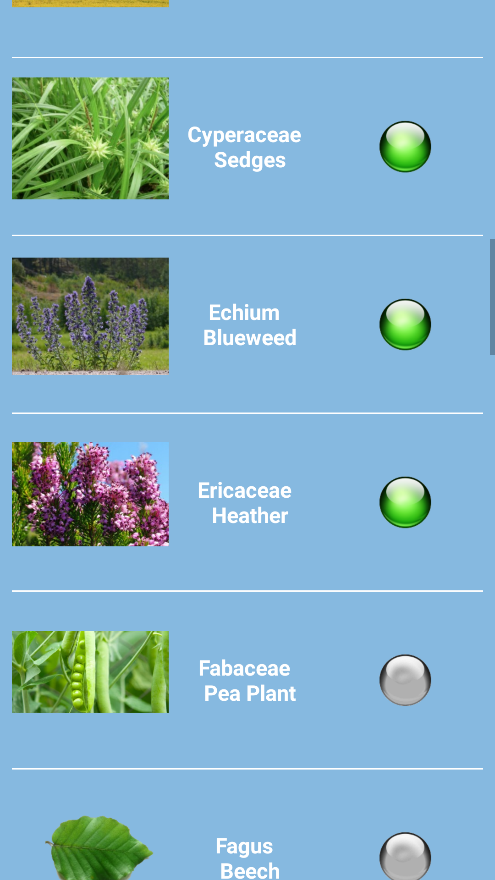 Cyperaceae
Sedges
Echium
Blueweed
Ericaceae
Heather
Fabaceae
Pea Plant
Fagus
Beech